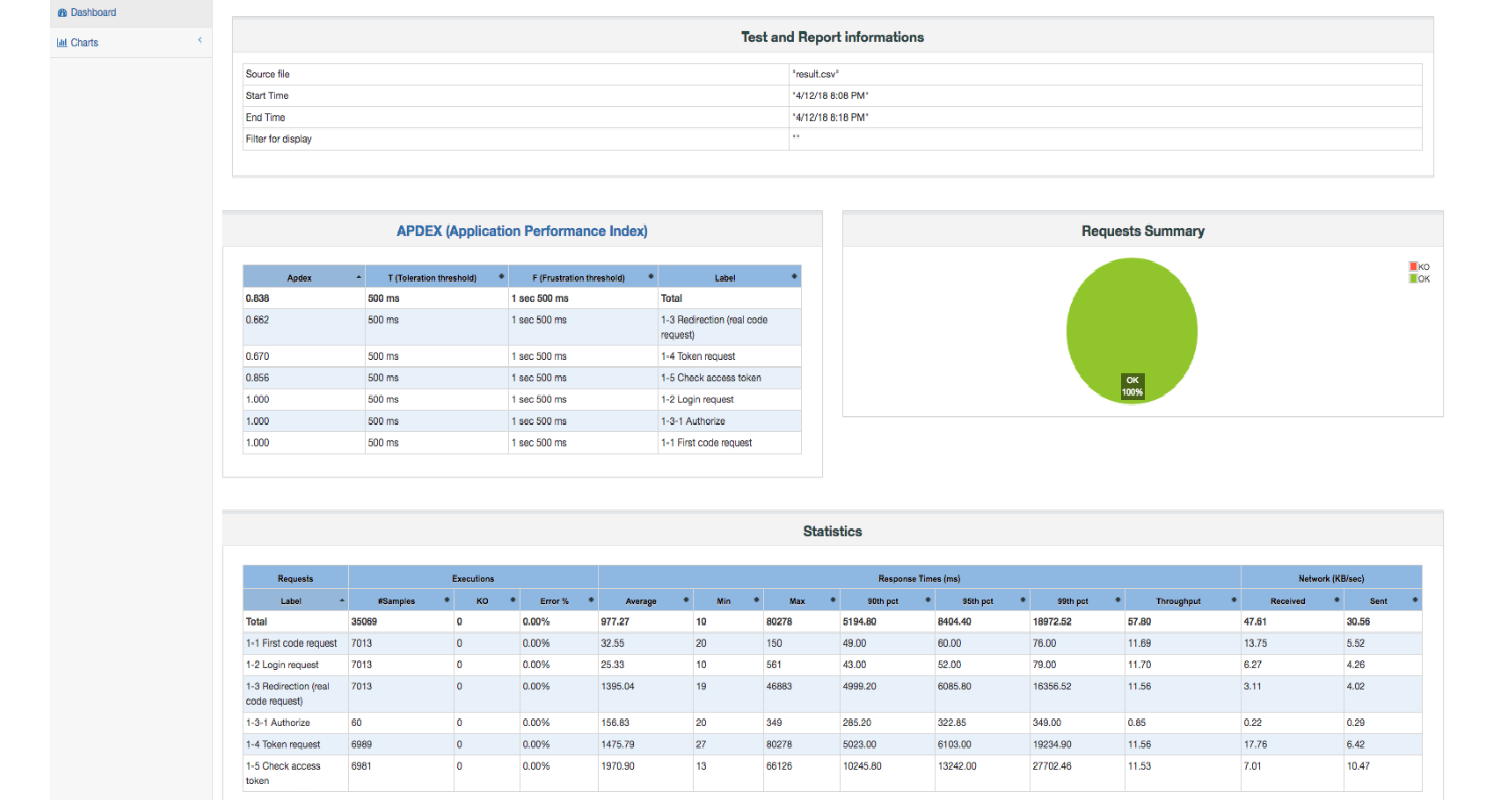 Dashboard
Charts
Test and Report informations
Source file "result.csv"
Start Time "4/12/18 8:08 PM"
End Time "4/12/18 8:18 PM"
Filter for display ""
APDEX (Application Performance Index)
Apdex T (Toleration threshold) F (Frustration threshold) Label
0.838 500 ms 1 sec 500 ms Total
0.662 500 ms 1 sec 500 ms 1-3 Redirection (real code
request)
0.670 500 ms 1 sec 500 ms 1-4 Token request
0.856 500 ms 1 sec 500 ms 1-5 Check access token
1.000 500 ms 1 sec 500 ms 1-2 Login request
1.000 500 ms 1 sec 500 ms 1-3-1 Authorize
1.000 500 ms 1 sec 500 ms 1-1 First code request
Requests Summary
KO
OK
OK
100%
Statistics
Requests Executions Response Times (ms) Network (KB/sec)
Label #Samples KO Error % Average Min Max 90th pct 95th pct 99th pct Throughput Received Sent
Total 35069 0 0.00% 977.27 10 80278 5194.80 8404.40 18972.52 57.80 47.61 30.56
1-1 First code request 7013 0 0.00% 32.55 20 150 49.00 60.00 76.00 11.69 13.75 5.52
1-2 Login request 7013 0 0.00% 25.33 10 561 43.00 52.00 79.00 11.70 6.27 4.26
1-3 Redirection (real 7013 0 0.00% 1395.04 19 46883 4999.20 6085.80 16356.52 11.56 3.11 4.02
code request)
1-3-1 Authorize 60 0 0.00% 156.83 20 349 285.20 322.85 349.00 0.85 0.22 0.29
1-4 Token request 6989 0 0.00% 1475.79 27 80278 5023.00 6103.00 19234.90 11.56 17.76 6.42
1-5 Check access 6981 0 0.00% 1970.90 13 66126 10245.80 13242.00 27702.46 11.53 7.01 10.47
token